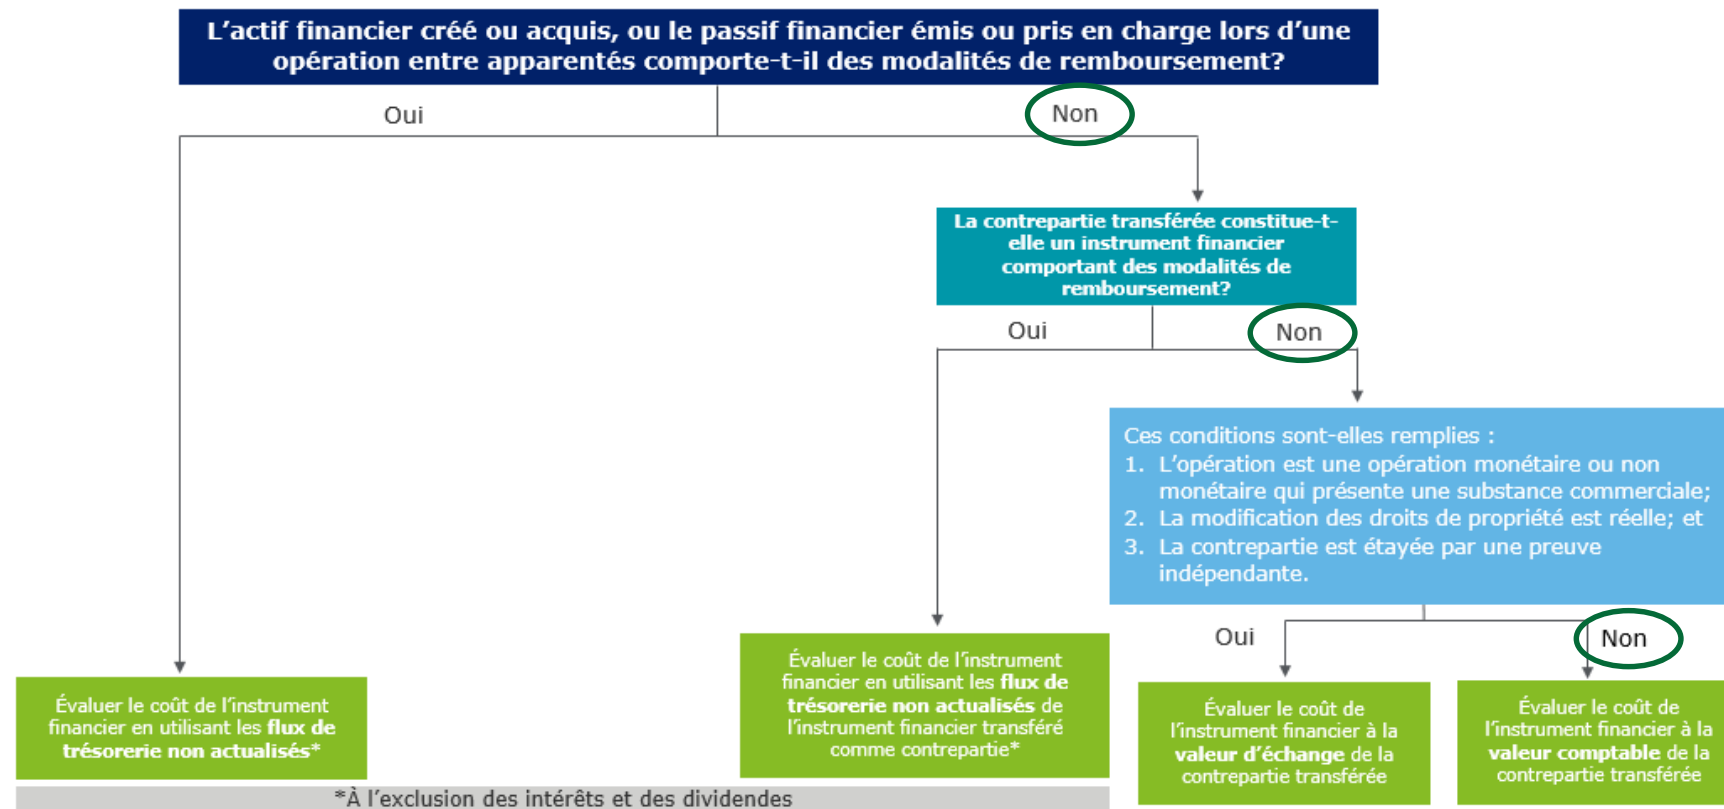 L’actif financier créé ou acquis, ou le passif financier émis ou pris en charge lors d’une
opération entre apparentés comporte-t-il des modalités de remboursement?
Oui
Non
La contrepartie transférée constitue-t-
elle un instrument financier
comportant des modalités de
remboursement?
Oui
Non
Ces conditions sont-elles remplies :
1. L’opération est une opération monétaire ou non
monétaire qui présente une substance commerciale;
2. La modification des droits de propriété est réelle; et
3. La contrepartie est étayée par une preuve
indépendante.
Oui
Non
Évaluer le coût de l’instrument
financier en utilisant les flux de
trésorerie non actualisés*
Évaluer le coût de l’instrument
financier en utilisant les flux de
trésorerie non actualisés de
l’instrument financier transféré
comme contrepartie*
Évaluer le coût de
l’instrument financier à la
valeur d’échange de la
contrepartie transférée
Évaluer le coût de
l’instrument financier à la
valeur comptable de la
contrepartie transférée
*À l’exclusion des intérêts et des dividendes